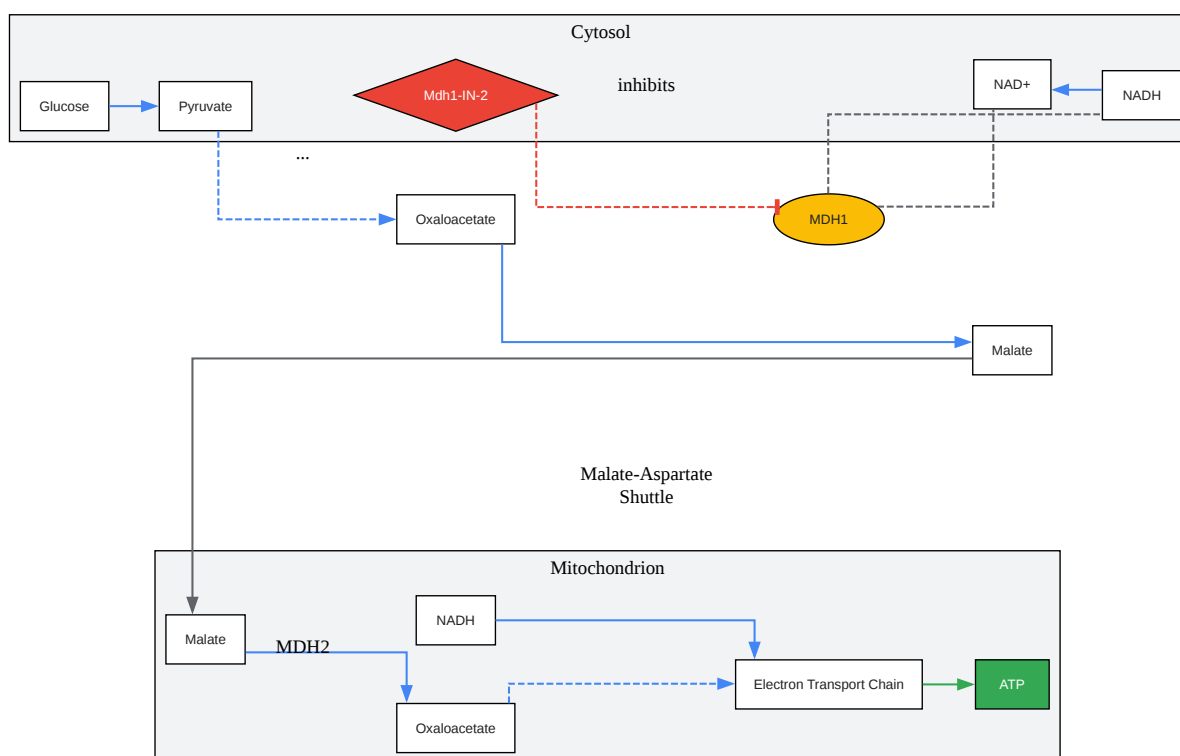 Cytosol
Glucose
Pyruvate
Mdh1-IN-2
inhibits
NAD+
NADH
...
Oxaloacetate
MDH1
Malate
Malate-Aspartate
Shuttle
Mitochondrion
NADH
Malate
MDH2
Electron Transport Chain
ATP
Oxaloacetate